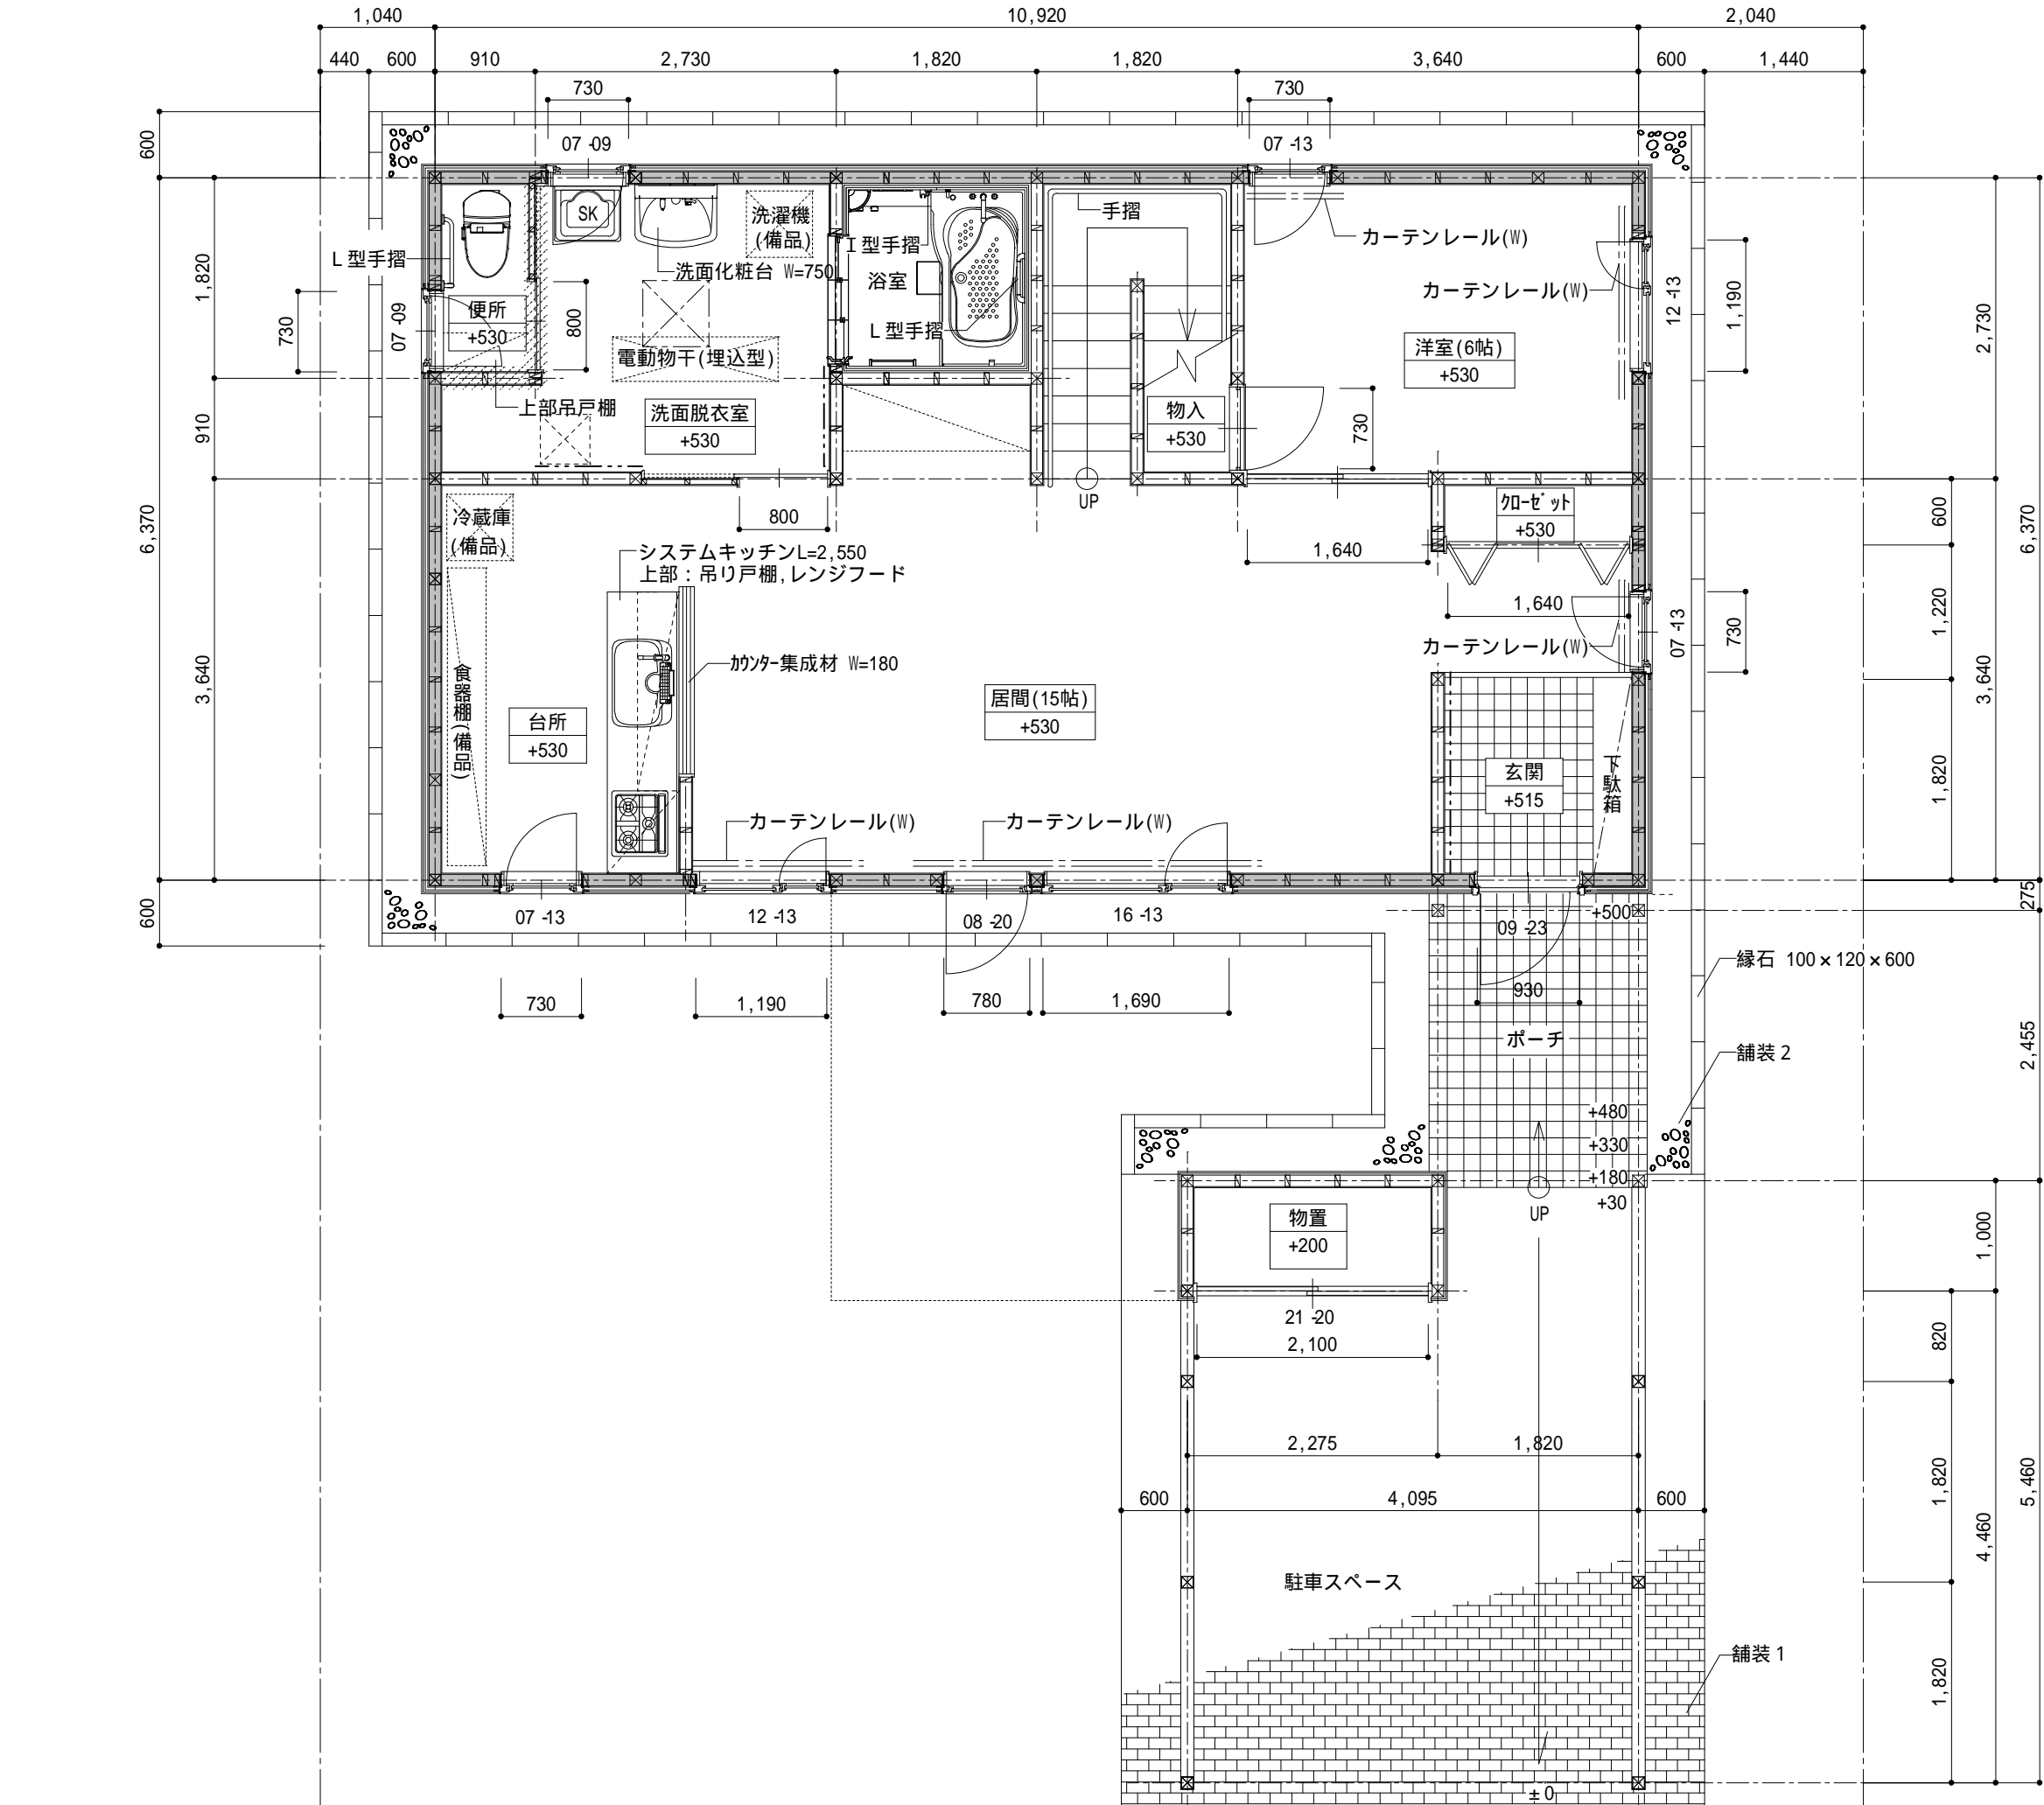 1,040
10,920
2,040
440
600
910
2,730
1,820
1,820
3,640
600
1,440
730
730
07-09
07-13
600
1,820
910
6,370
3,640
600
730
SK
洗濯機
(備品)
手摺
カーテンレール(W)
L型手摺
I型手摺
洗面化粧台 W=750
浴室
カーテンレール(W)
12-13
1,190
2,730
便所
+530
07-09
800
L型手摺
電動物干(埋込型)
洋室(6帖)
+530
上部吊戸棚
洗面脱衣室
+530
物入
+530
730
UP
冷蔵庫
(備品)
800
クローゼット
+530
1,640
システムキッチンL=2,550
上部:吊り戸棚,レンジフード
1,640
カーテンレール(W)
07-13
730
600
1,220
6,370
3,640
1,820
カウンター集成材 W=180
食器棚(備品)
台所
+530
居間(15帖)
+530
玄関
+515
下駄箱
カーテンレール(W)
カーテンレール(W)
07-13
12-13
08-20
16-13
09-23
+500
275
730
1,190
780
1,690
930
縁石 100×120×600
ポーチ
舗装2
2,455
+480
+330
+180
+30
UP
物置
+200
1,000
21-20
2,100
820
2,275
1,820
600
4,095
600
1,820
4,460
5,460
駐車スペース
舗装1
1,820
±0